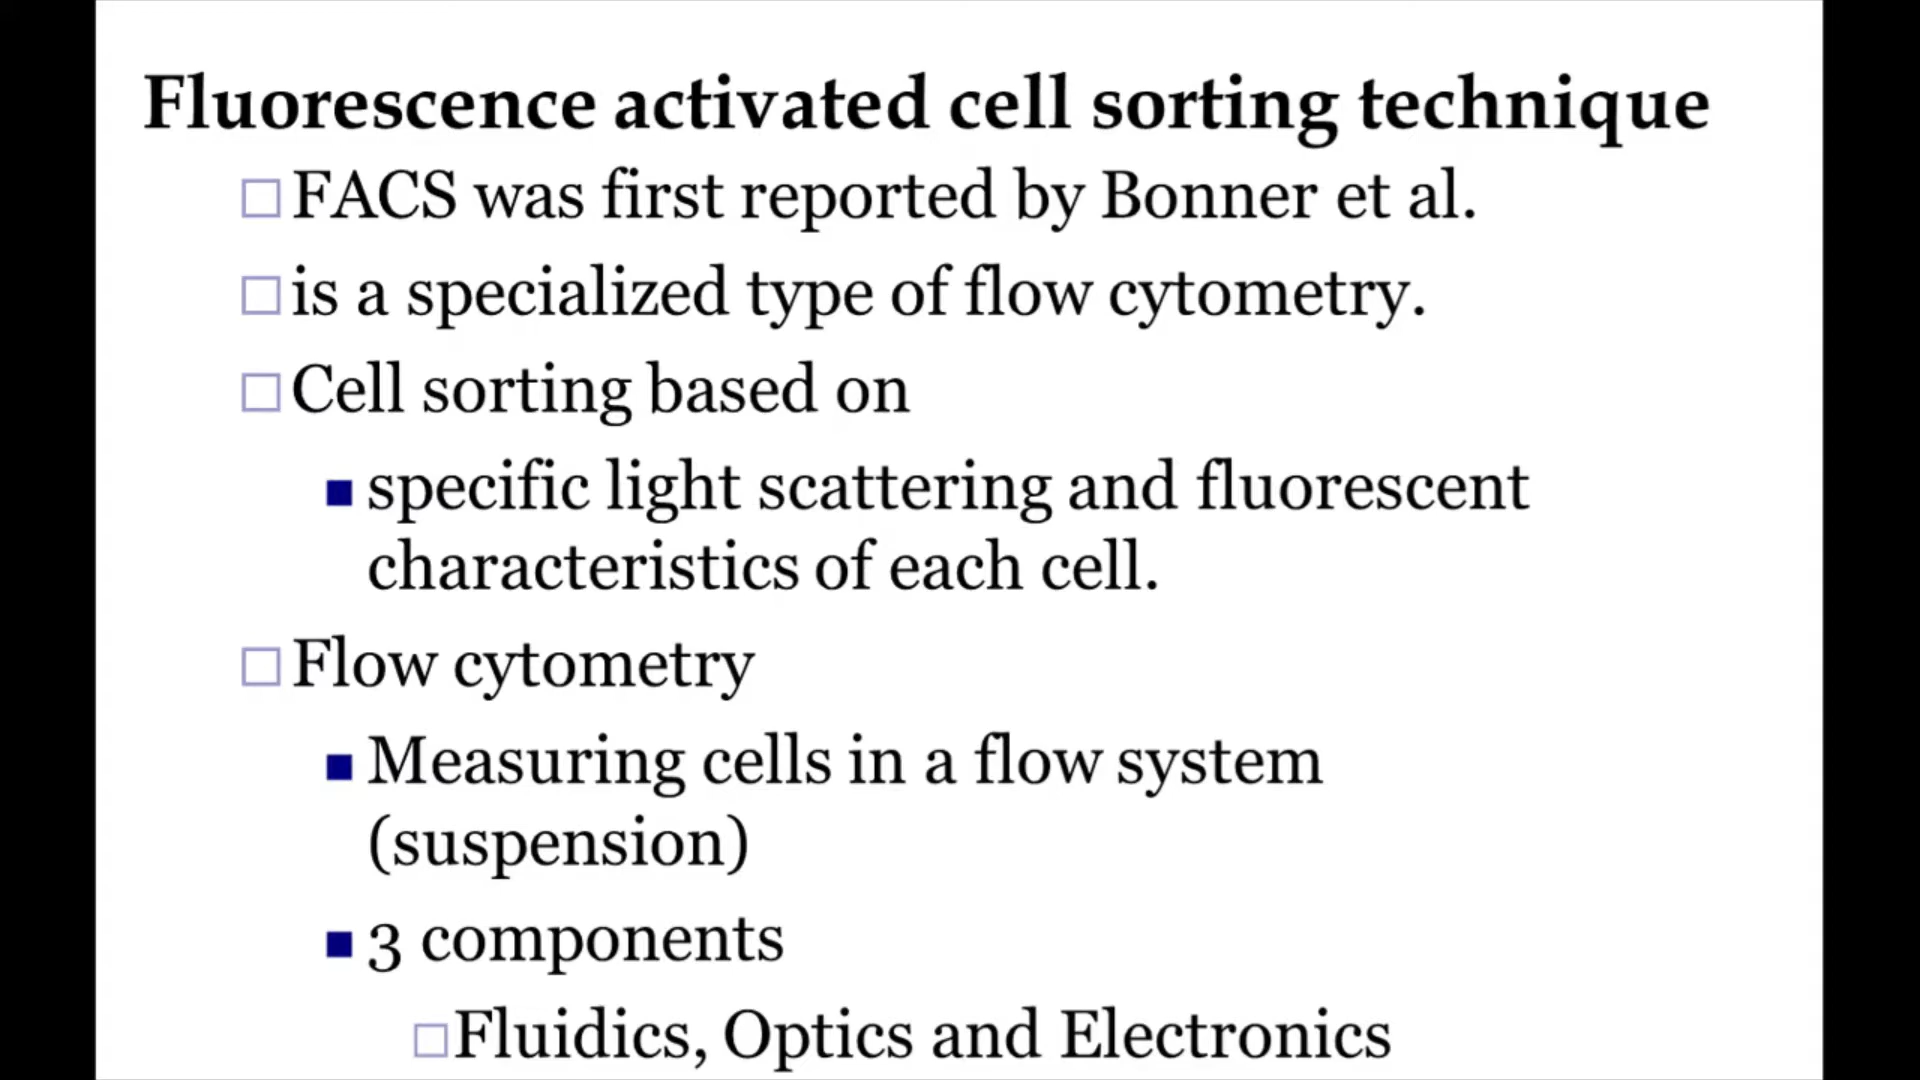 Fluorescence activated cell sorting technique
FACS was first reported by Bonner et al.
is a specialized type of flow cytometry.
Cell sorting based on
specific light scattering and fluorescent
characteristics of each cell.
Flow cytometry
Measuring cells in a flow system
(suspension)
3 components
Fluidics, Optics and Electronics